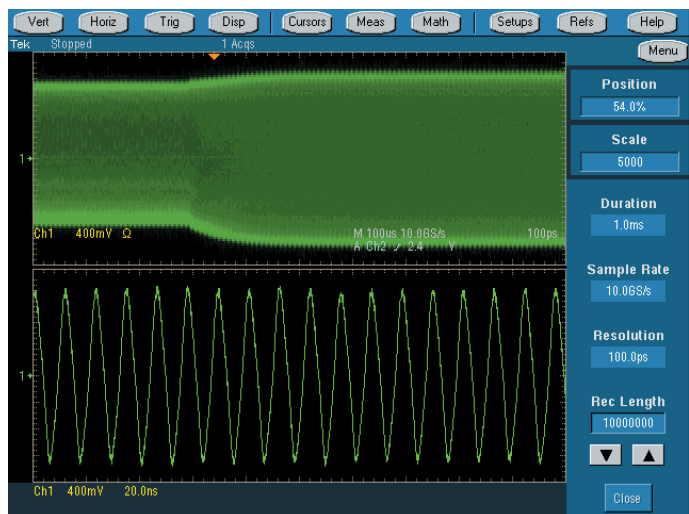 Vert Horiz Trig Disp Cursors Meas Math Setups Refs Help
Tek Stopped 1 Acqs
Menu
Position
54.0%
Scale
5000
1
Duration
1.0ms
Ch1 400mV Ω M 100us 10.0GS/s 100ps
A Ch2 2.4 V
Sample Rate
10.0GS/s
Resolution
100.0ps
1
Rec Length
10000000
Ch1 400mV 20.0ns
Close